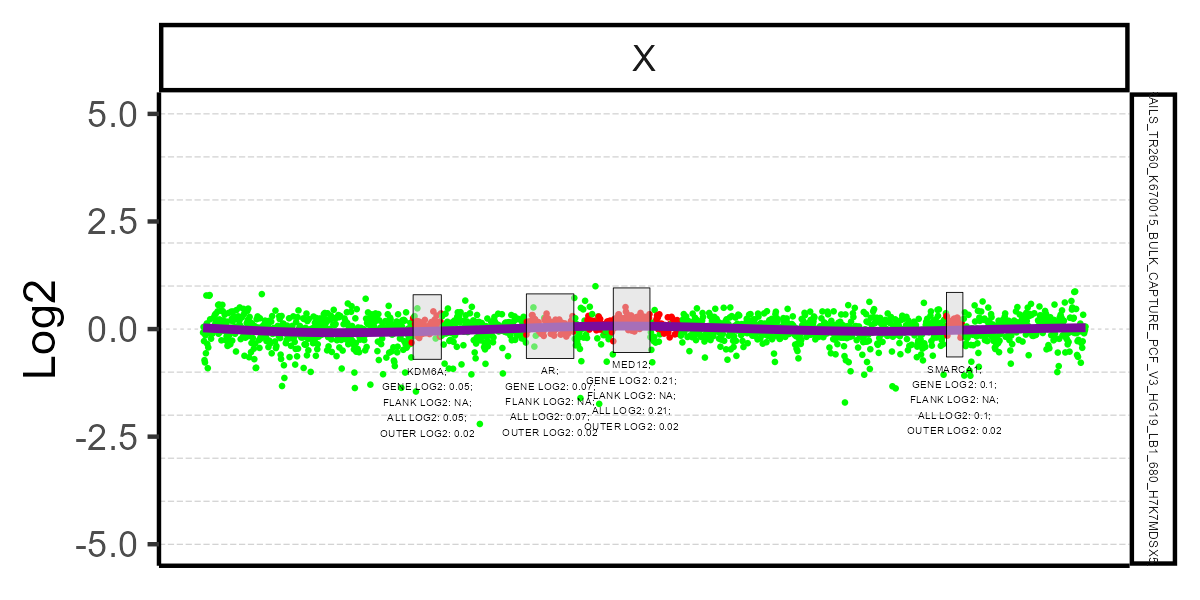 X
5.0
2.5
0.0
-2.5
-5.0
Log2
KDM6A;
GENE LOG2: 0.05;
FLANK LOG2: NA;
ALL LOG2: 0.05;
OUTER LOG2: 0.02
AR;
GENE LOG2: 0.07;
FLANK LOG2: NA;
ALL LOG2: 0.07;
OUTER LOG2: 0.02
MED12;
GENE LOG2: 0.21;
FLANK LOG2: NA;
ALL LOG2: 0.21;
OUTER LOG2: 0.02
SMARCA1;
GENE LOG2: 0.1;
FLANK LOG2: NA;
ALL LOG2: 0.1;
OUTER LOG2: 0.02
AILS_TR260_K670015_BULK_CAPTURE_PCF_V3_HG19_LB1_680_H7K7MDSX5